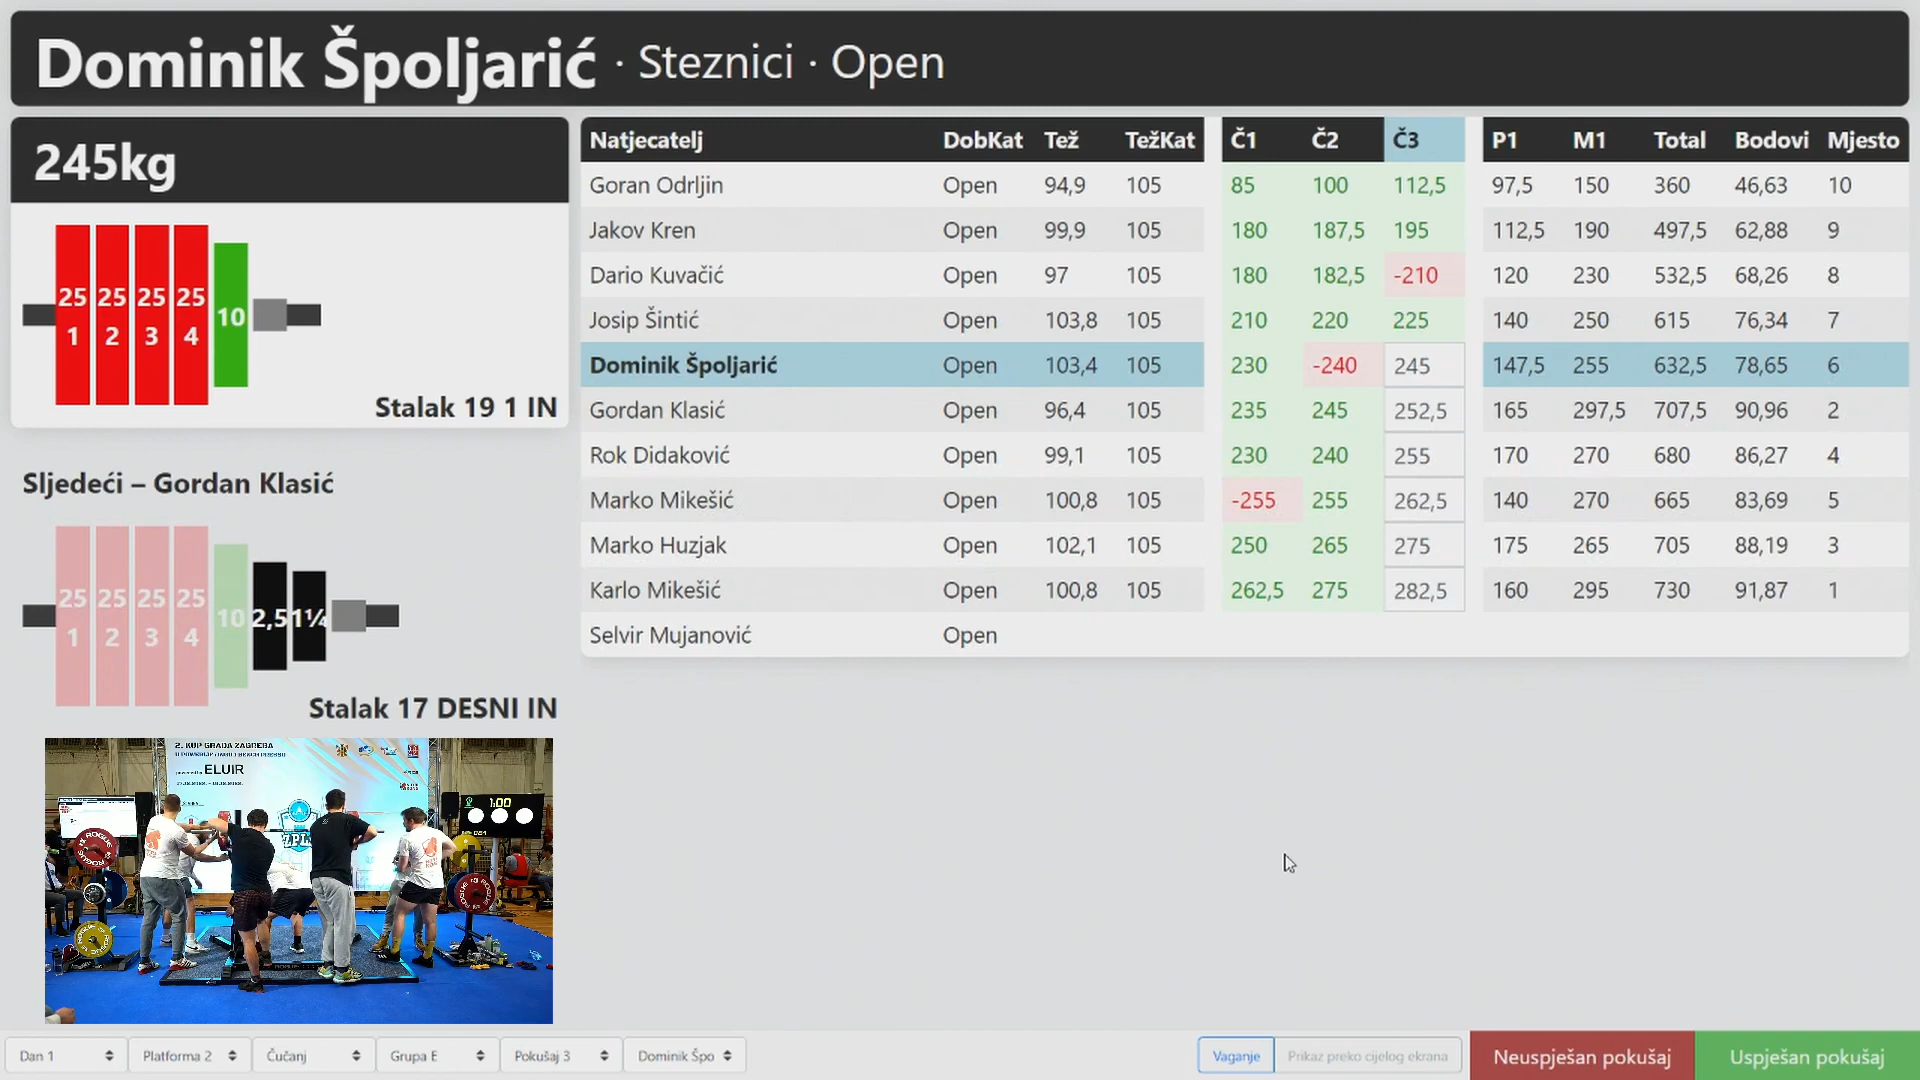 Dominik Špoljarić · Steznici · Open
245kg
25 25 25 25 10
1 2 3 4
Stalak 19 1 IN
Sljedeći – Gordan Klasić
25 25 25 25 10 2,5 1¼
1 2 3 4
Stalak 17 DESNI IN
2. KUP GRADA ZAGREBA
ELUIR
1:00
ROGUE
Natjecatelj DobKat Tež TežKat Č1 Č2 Č3 P1 M1 Total Bodovi Mjesto
Goran Odrljin Open 94,9 105 85 100 112,5 97,5 150 360 46,63 10
Jakov Kren Open 99,9 105 180 187,5 195 112,5 190 497,5 62,88 9
Dario Kuvačić Open 97 105 180 182,5 -210 120 230 532,5 68,26 8
Josip Šintić Open 103,8 105 210 220 225 140 250 615 76,34 7
Dominik Špoljarić Open 103,4 105 230 -240 245 147,5 255 632,5 78,65 6
Gordan Klasić Open 96,4 105 235 245 252,5 165 297,5 707,5 90,96 2
Rok Didaković Open 99,1 105 230 240 255 170 270 680 86,27 4
Marko Mikešić Open 100,8 105 -255 255 262,5 140 270 665 83,69 5
Marko Huzjak Open 102,1 105 250 265 275 175 265 705 88,19 3
Karlo Mikešić Open 100,8 105 262,5 275 282,5 160 295 730 91,87 1
Selvir Mujanović Open
Dan 1 Platforma 2 Čučanj Grupa E Pokušaj 3 Dominik Špo Vaganje Prikaz preko cijelog ekrana Neuspješan pokušaj Uspješan pokušaj